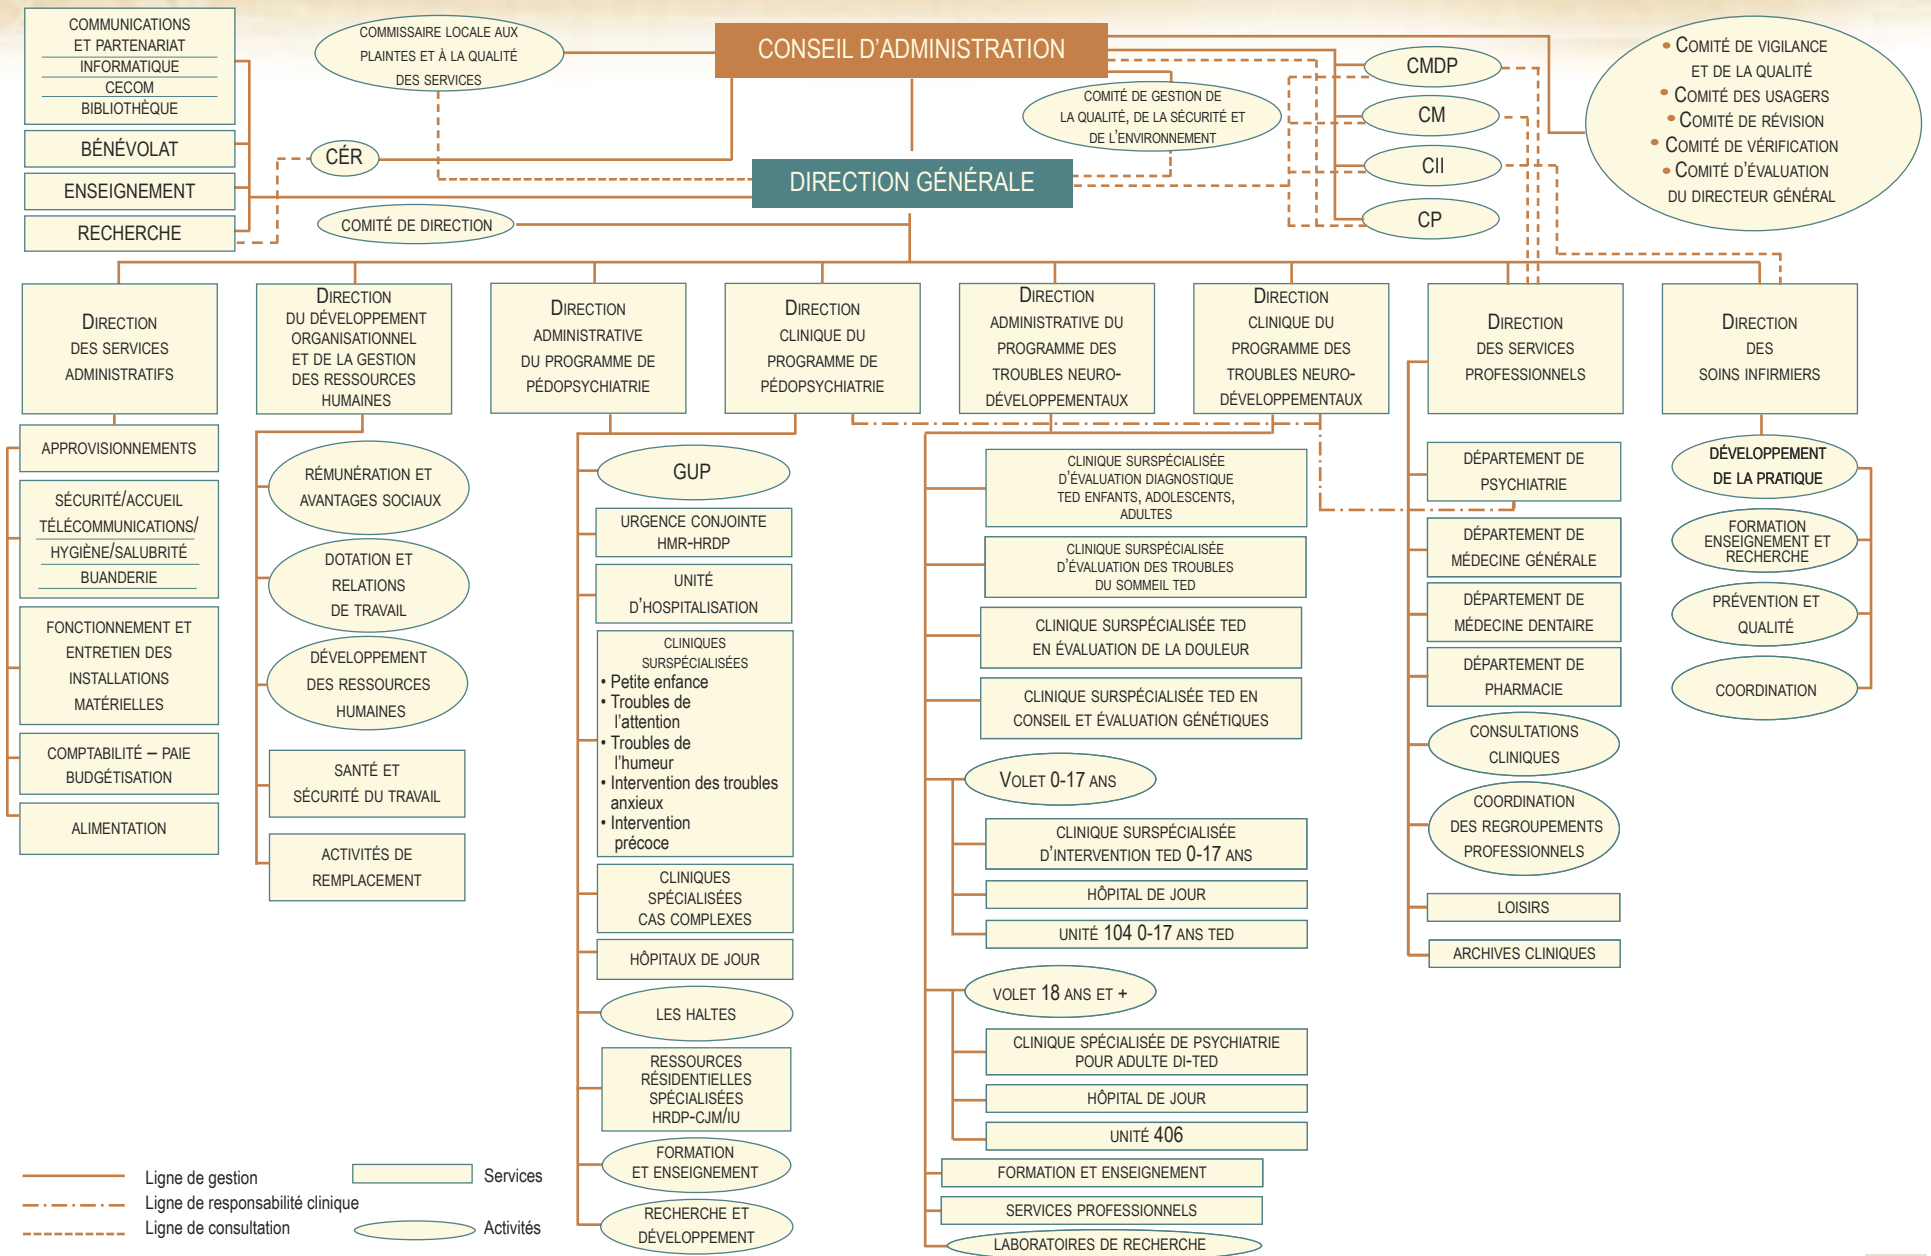 COMMUNICATIONS
ET PARTENARIAT
INFORMATIQUE
CECOM
BIBLIOTHÈQUE
BÉNÉVOLAT
ENSEIGNEMENT
RECHERCHE
COMMISSAIRE LOCALE AUX
PLAINTES ET À LA QUALITÉ
DES SERVICES
CÉR
COMITÉ DE DIRECTION
CONSEIL D'ADMINISTRATION
DIRECTION GÉNÉRALE
COMITÉ DE GESTION DE
LA QUALITÉ, DE LA SÉCURITÉ ET
DE L'ENVIRONNEMENT
CMDP
CM
CII
CP
• COMITÉ DE VIGILANCE
ET DE LA QUALITÉ
• COMITÉ DES USAGERS
• COMITÉ DE RÉVISION
• COMITÉ DE VÉRIFICATION
• COMITÉ D'ÉVALUATION
DU DIRECTEUR GÉNÉRAL
DIRECTION
DES SERVICES
ADMINISTRATIFS
APPROVISIONNEMENTS
SÉCURITÉ/ACCUEIL
TÉLÉCOMMUNICATIONS/
HYGIÈNE/SALUBRITÉ
BUANDERIE
FONCTIONNEMENT ET
ENTRETIEN DES
INSTALLATIONS
MATÉRIELLES
COMPTABILITÉ – PAIE
BUDGÉTISATION
ALIMENTATION
DIRECTION
DU DÉVELOPPEMENT
ORGANISATIONNEL
ET DE LA GESTION
DES RESSOURCES
HUMAINES
RÉMUNÉRATION ET
AVANTAGES SOCIAUX
DOTATION ET
RELATIONS
DE TRAVAIL
DÉVELOPPEMENT
DES RESSOURCES
HUMAINES
SANTÉ ET
SÉCURITÉ DU TRAVAIL
ACTIVITÉS DE
REMPLACEMENT
DIRECTION
ADMINISTRATIVE
DU PROGRAMME DE
PÉDOPSYCHIATRIE
DIRECTION
CLINIQUE DU
PROGRAMME DE
PÉDOPSYCHIATRIE
GUP
URGENCE CONJOINTE
HMR-HRDP
UNITÉ
D'HOSPITALISATION
CLINIQUES
SURSPÉCIALISÉES
• Petite enfance
• Troubles de
l'attention
• Troubles de
l'humeur
• Intervention des troubles
anxieux
• Intervention
précoce
CLINIQUES
SPÉCIALISÉES
CAS COMPLEXES
HÔPITAUX DE JOUR
LES HALTES
RESSOURCES
RÉSIDENTIELLES
SPÉCIALISÉES
HRDP-CJM/IU
FORMATION
ET ENSEIGNEMENT
RECHERCHE ET
DÉVELOPPEMENT
DIRECTION
ADMINISTRATIVE DU
PROGRAMME DES
TROUBLES NEURO-
DÉVELOPPEMENTAUX
DIRECTION
CLINIQUE DU
PROGRAMME DES
TROUBLES NEURO-
DÉVELOPPEMENTAUX
CLINIQUE SURSPÉCIALISÉE
D'ÉVALUATION DIAGNOSTIQUE
TED ENFANTS, ADOLESCENTS,
ADULTES
CLINIQUE SURSPÉCIALISÉE
D'ÉVALUATION DES TROUBLES
DU SOMMEIL TED
CLINIQUE SURSPÉCIALISÉE TED
EN ÉVALUATION DE LA DOULEUR
CLINIQUE SURSPÉCIALISÉE TED EN
CONSEIL ET ÉVALUATION GÉNÉTIQUES
VOLET 0-17 ANS
CLINIQUE SURSPÉCIALISÉE
D'INTERVENTION TED 0-17 ANS
HÔPITAL DE JOUR
UNITÉ 104 0-17 ANS TED
VOLET 18 ANS ET +
CLINIQUE SPÉCIALISÉE DE PSYCHIATRIE
POUR ADULTE DI-TED
HÔPITAL DE JOUR
UNITÉ 406
FORMATION ET ENSEIGNEMENT
SERVICES PROFESSIONNELS
LABORATOIRES DE RECHERCHE
DIRECTION
DES SERVICES
PROFESSIONNELS
DÉPARTEMENT DE
PSYCHIATRIE
DÉPARTEMENT DE
MÉDECINE GÉNÉRALE
DÉPARTEMENT DE
MÉDECINE DENTAIRE
DÉPARTEMENT DE
PHARMACIE
CONSULTATIONS
CLINIQUES
COORDINATION
DES REGROUPEMENTS
PROFESSIONNELS
LOISIRS
ARCHIVES CLINIQUES
DIRECTION
DES
SOINS INFIRMIERS
DÉVELOPPEMENT
DE LA PRATIQUE
FORMATION
ENSEIGNEMENT ET
RECHERCHE
PRÉVENTION ET
QUALITÉ
COORDINATION
Ligne de gestion
Ligne de responsabilité clinique
Ligne de consultation
Services
Activités